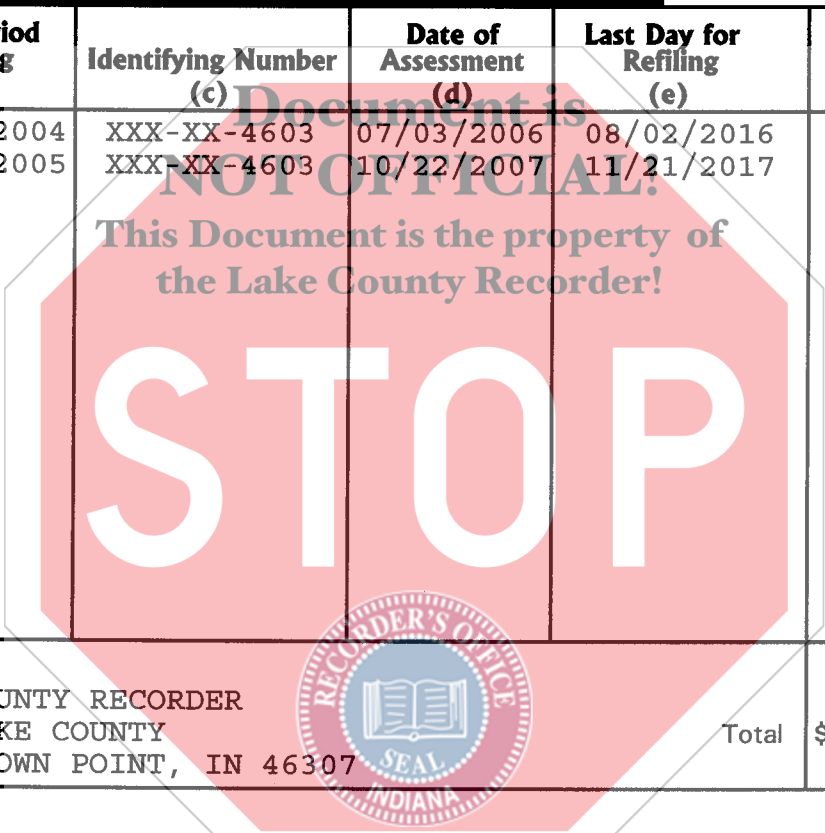 iod Date of Last Day for
g Identifying Number Assessment Refiling
(c) (d) (e)
2004 XXX-XX-4603 07/03/2006 08/02/2016
2005 XXX-XX-4603 10/22/2007 11/21/2017
Document is
NOT OFFICIAL!
This Document is the property of
the Lake County Recorder!
STOP
UNTY RECORDER
KE COUNTY Total $
OWN POINT, IN 46307
RECORDER'S OFFICE
SEAL
INDIANA